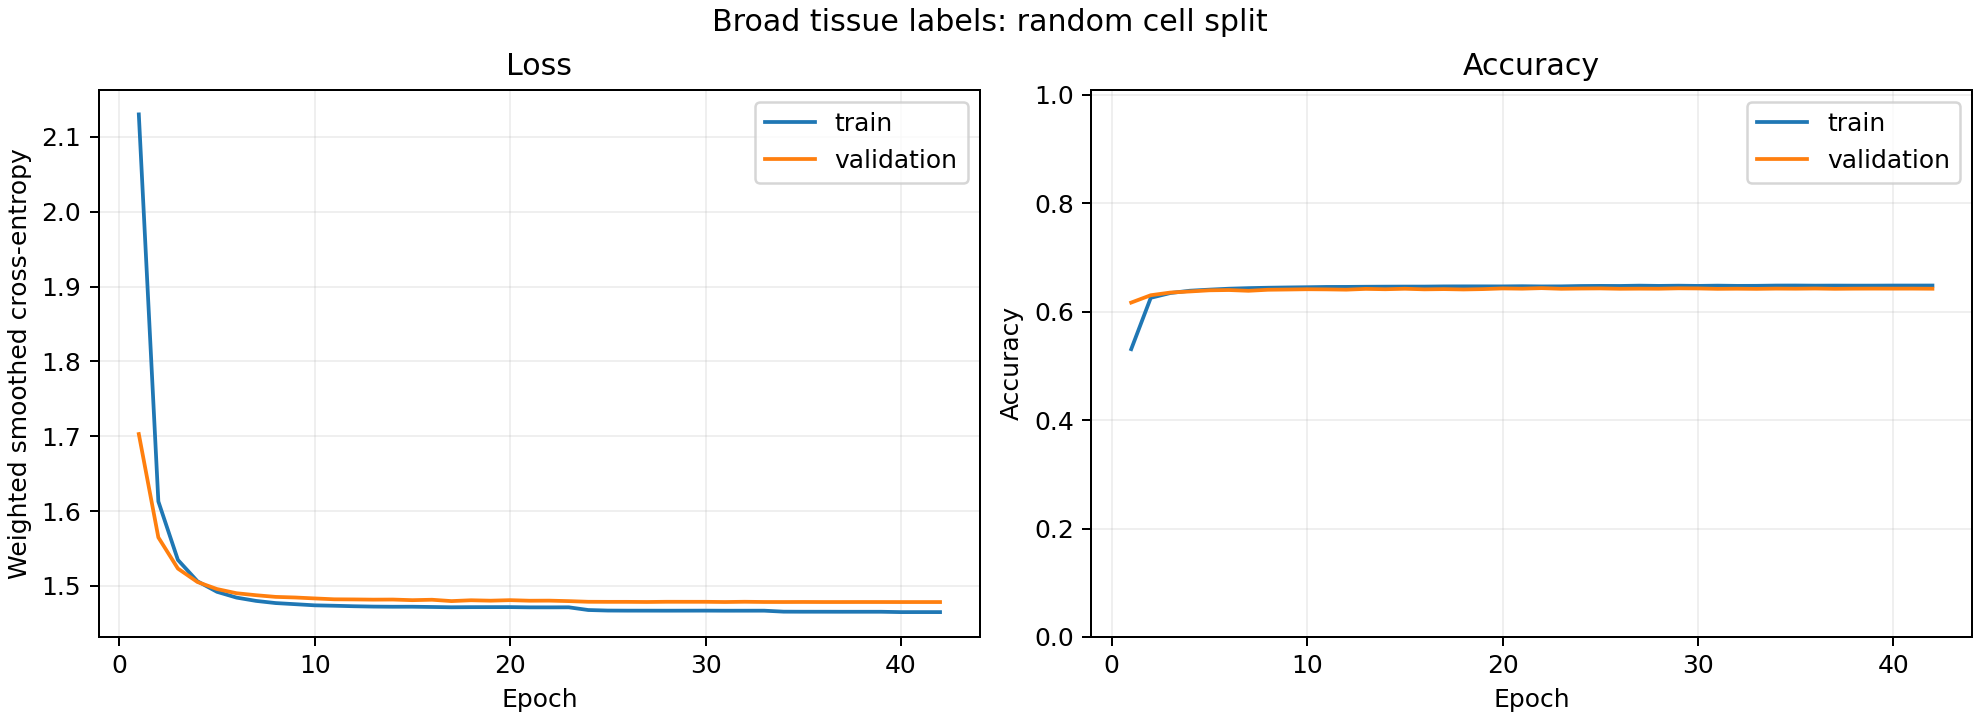 Broad tissue labels: random cell split
Loss
Weighted smoothed cross-entropy
2.1
2.0
1.9
1.8
1.7
1.6
1.5
train
validation
0
10
20
30
40
Epoch
Accuracy
Accuracy
1.0
0.8
0.6
0.4
0.2
0.0
train
validation
0
10
20
30
40
Epoch